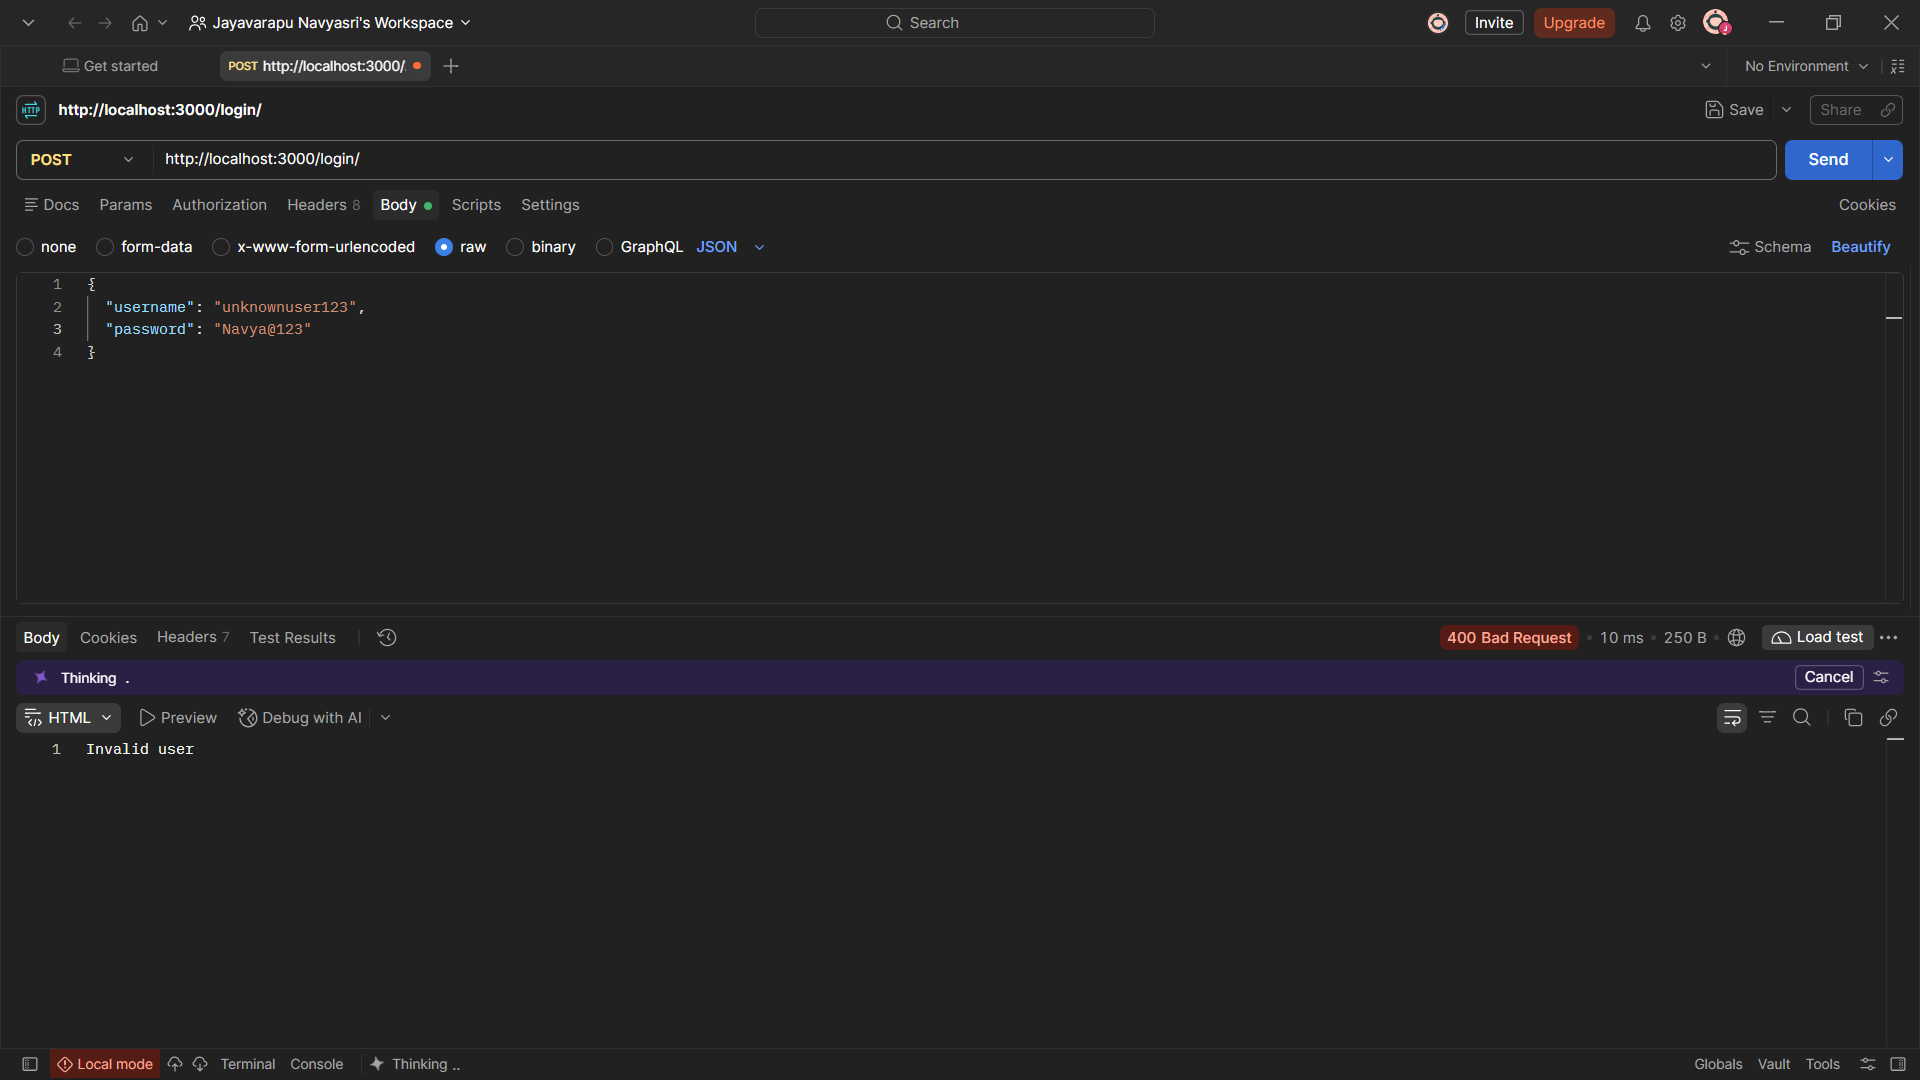 Jayavarapu Navyasri's Workspace
Search
Invite
Upgrade
Get started
POST http://localhost:3000/
No Environment
HTTP http://localhost:3000/login/
Save
Share
POST http://localhost:3000/login/
Send
Docs Params Authorization Headers 8 Body Scripts Settings
Cookies
none form-data x-www-form-urlencoded raw binary GraphQL JSON
Schema Beautify
1 {
2 "username": "unknownuser123",
3 "password": "Navya@123"
4 }
Body Cookies Headers 7 Test Results
400 Bad Request • 10 ms • 250 B •
Load test
Thinking .
Cancel
HTML Preview Debug with AI
1 Invalid user
Local mode Terminal Console Thinking ..
Globals Vault Tools